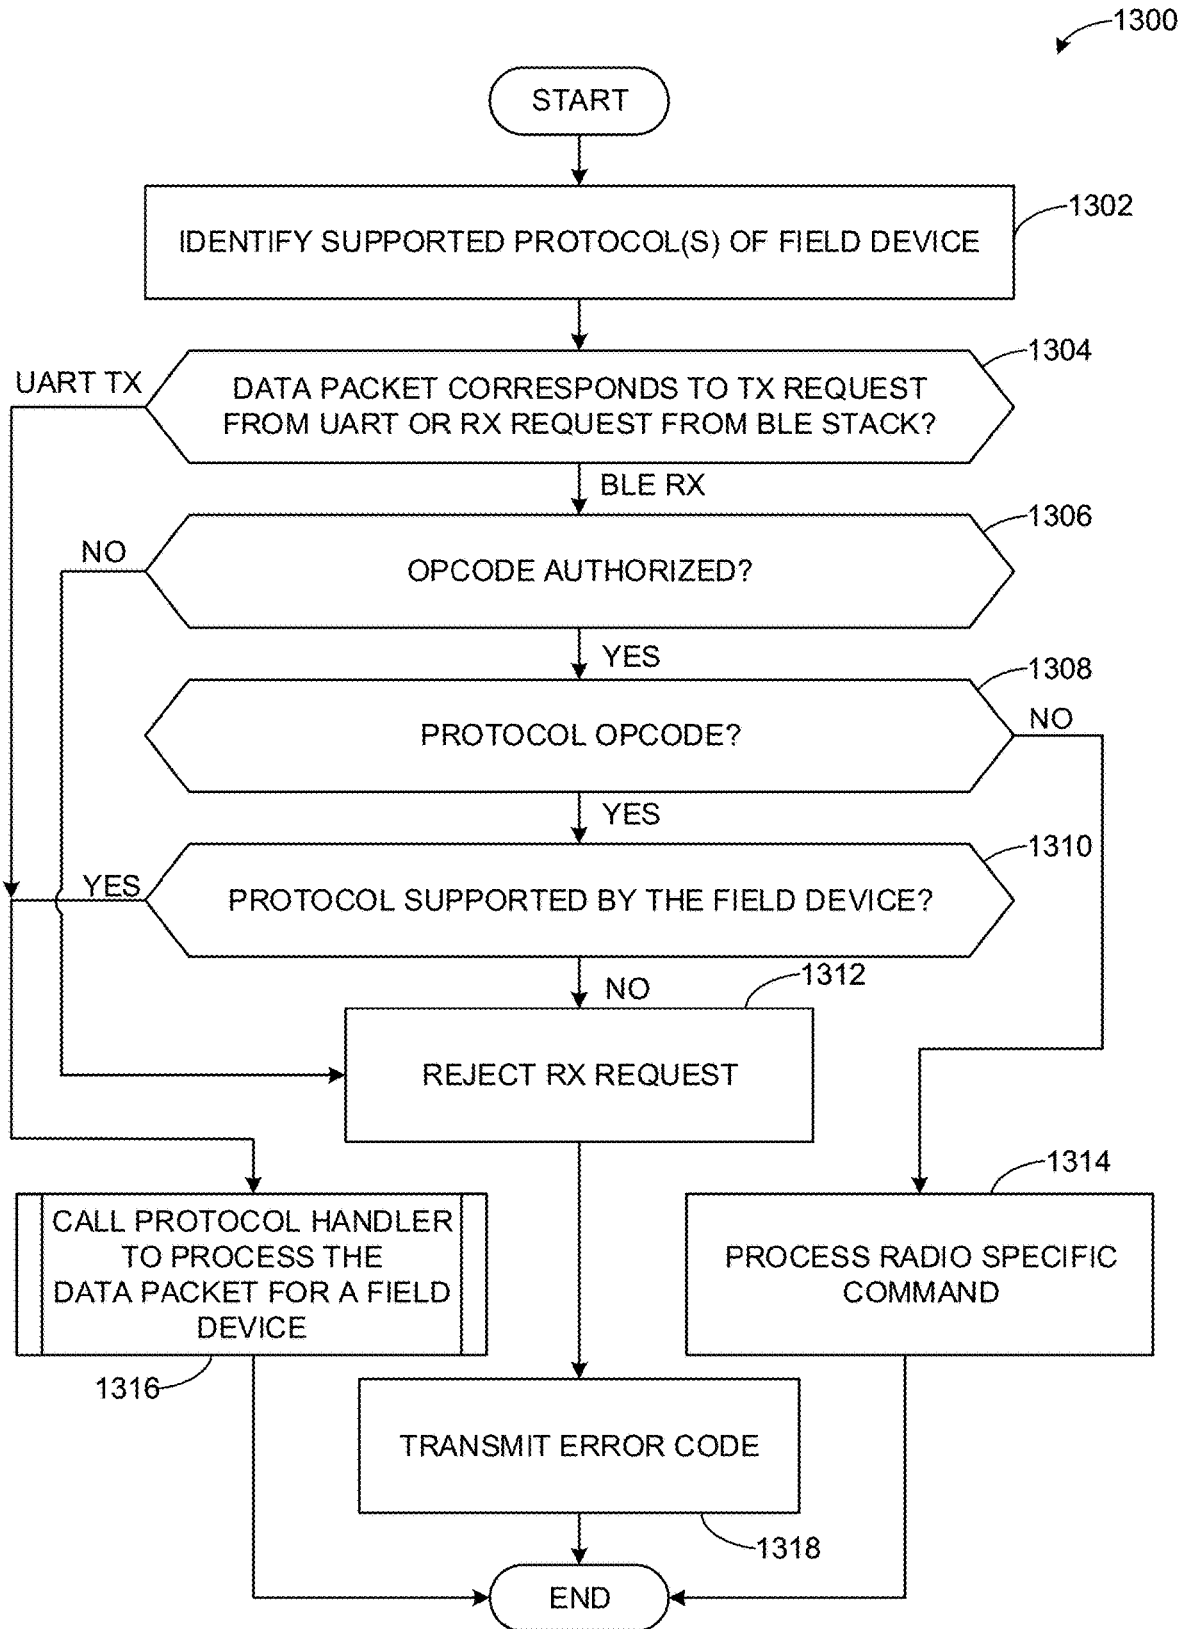 1300
START
1302
IDENTIFY SUPPORTED PROTOCOL(S) OF FIELD DEVICE
1304
UART TX
DATA PACKET CORRESPONDS TO TX REQUEST
FROM UART OR RX REQUEST FROM BLE STACK?
BLE RX
1306
NO
OPCODE AUTHORIZED?
YES
1308
NO
PROTOCOL OPCODE?
YES
1310
YES
PROTOCOL SUPPORTED BY THE FIELD DEVICE?
1312
NO
REJECT RX REQUEST
1314
CALL PROTOCOL HANDLER
TO PROCESS THE
DATA PACKET FOR A FIELD
DEVICE
PROCESS RADIO SPECIFIC
COMMAND
1316
TRANSMIT ERROR CODE
1318
END